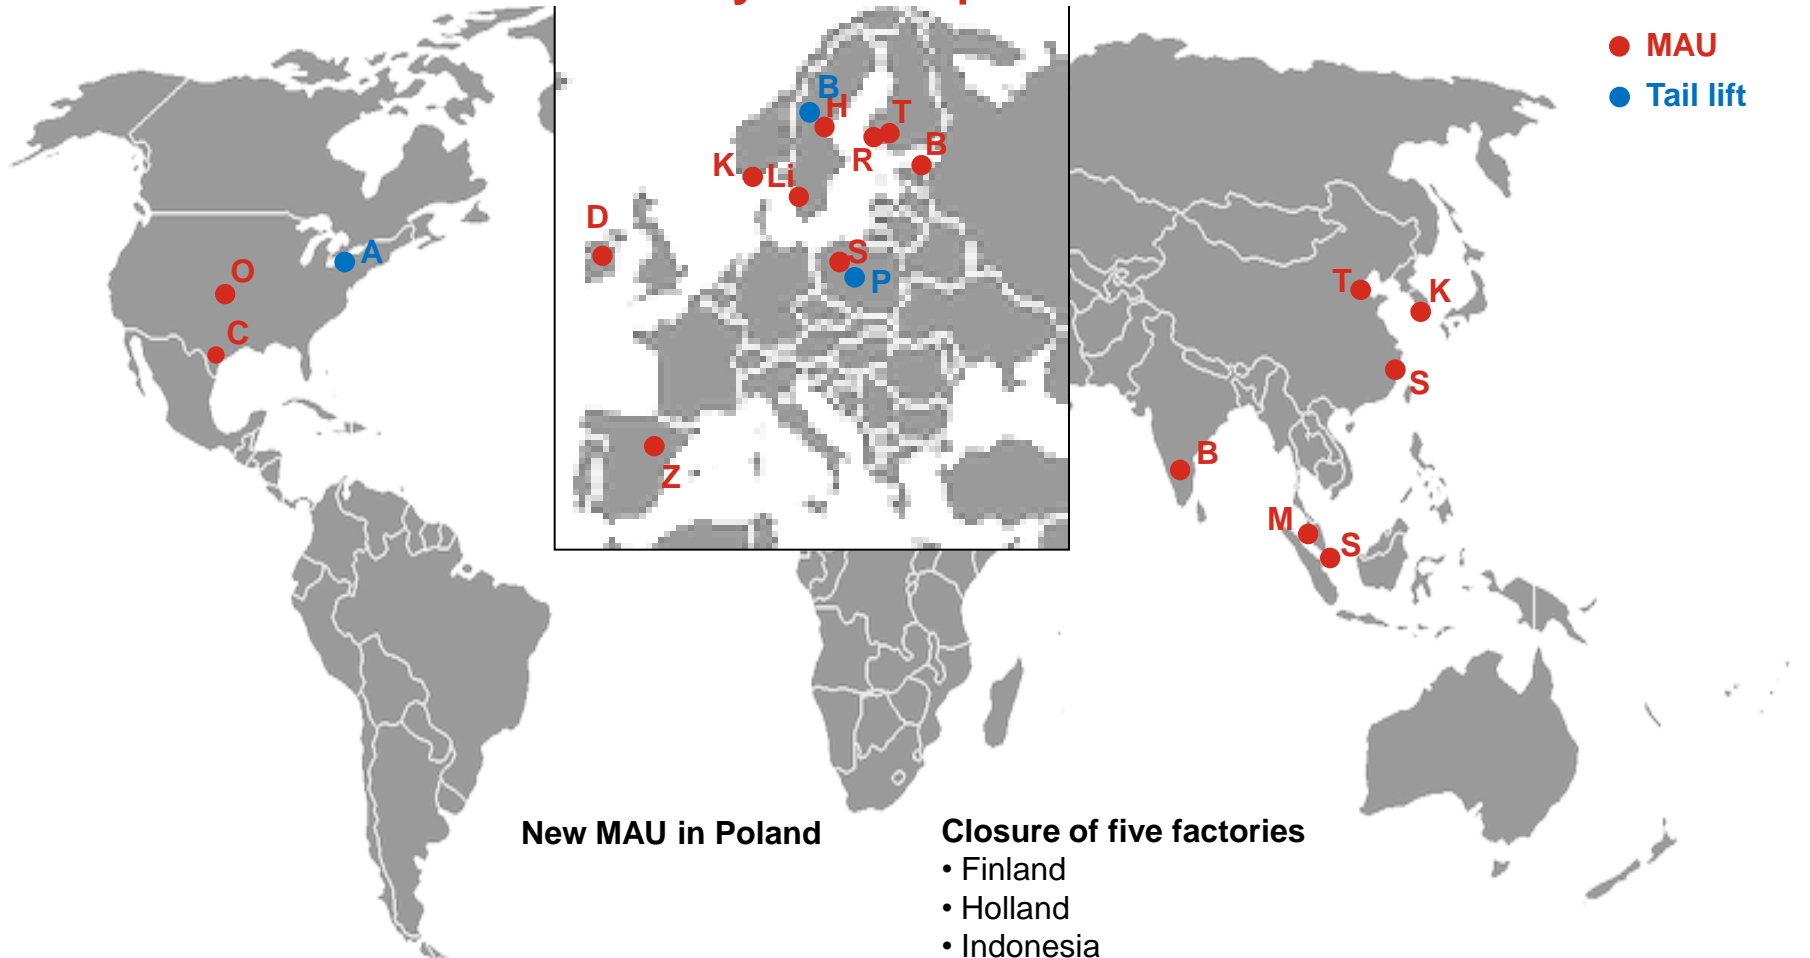 MAU
Tail lift
B
H
T
R
B
K
Li
D
S
P
A
O
C
Z
T
K
S
B
M
S
New MAU in Poland
Closure of five factories
• Finland
• Holland
• Indonesia